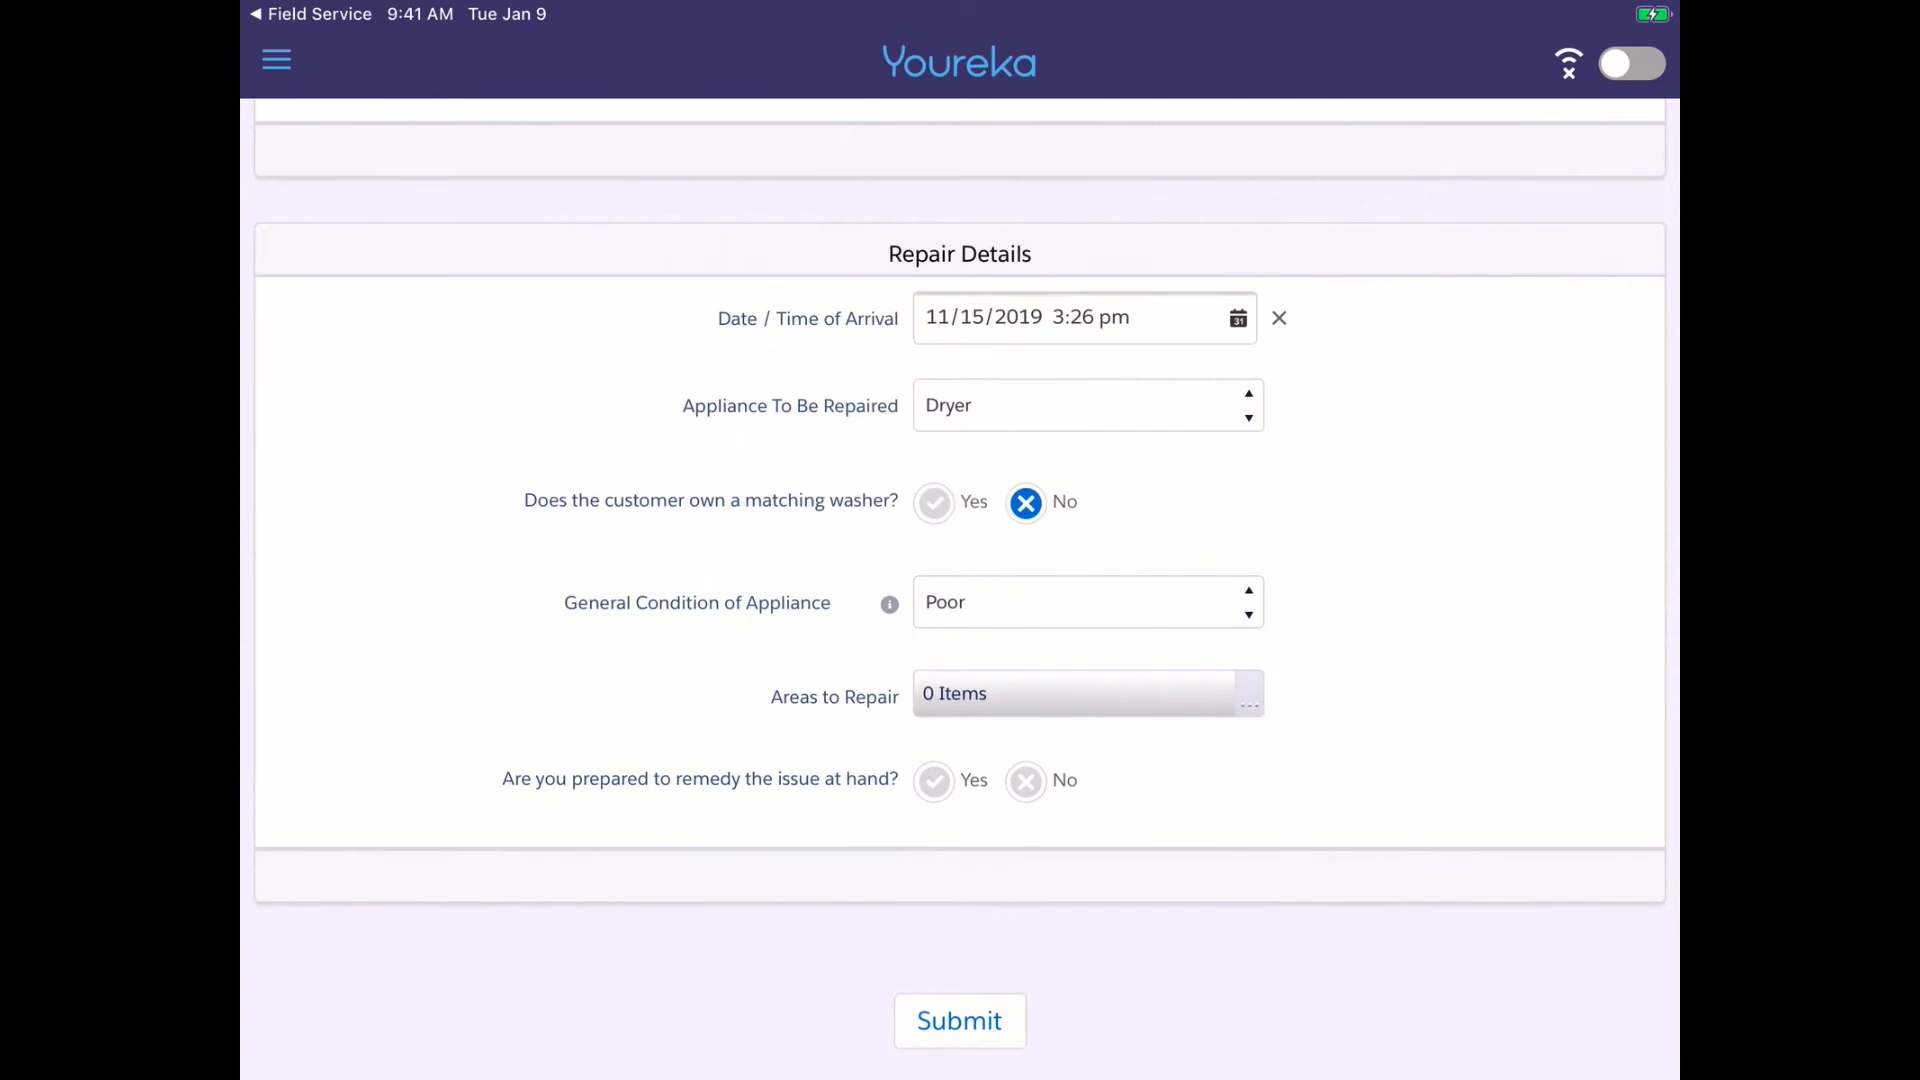 ◀ Field Service 9:41 AM Tue Jan 9
Youreka
Repair Details
Date / Time of Arrival 11/15/2019 3:26 pm 31
Appliance To Be Repaired Dryer
Does the customer own a matching washer? Yes No
General Condition of Appliance i Poor
Areas to Repair 0 Items ...
Are you prepared to remedy the issue at hand? Yes No
Submit